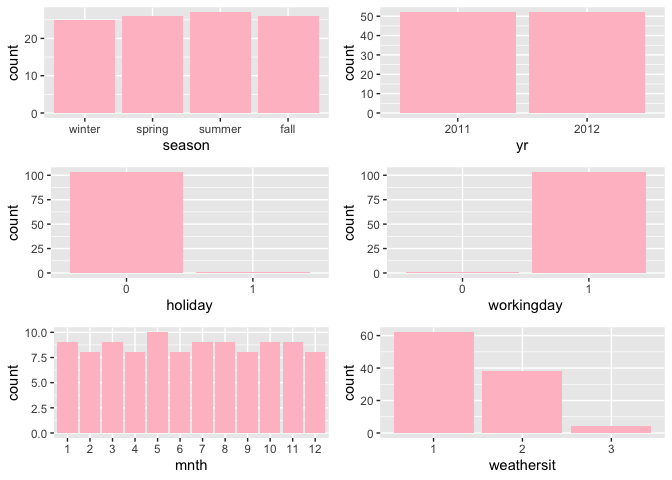 count
20
10
0
winter spring summer fall
season
count
50
40
30
20
10
0
2011 2012
yr
count
100
75
50
25
0
0 1
holiday
count
100
75
50
25
0
0 1
workingday
count
10.0
7.5
5.0
2.5
0.0
1 2 3 4 5 6 7 8 9 10 11 12
mnth
count
60
40
20
0
1 2 3
weathersit